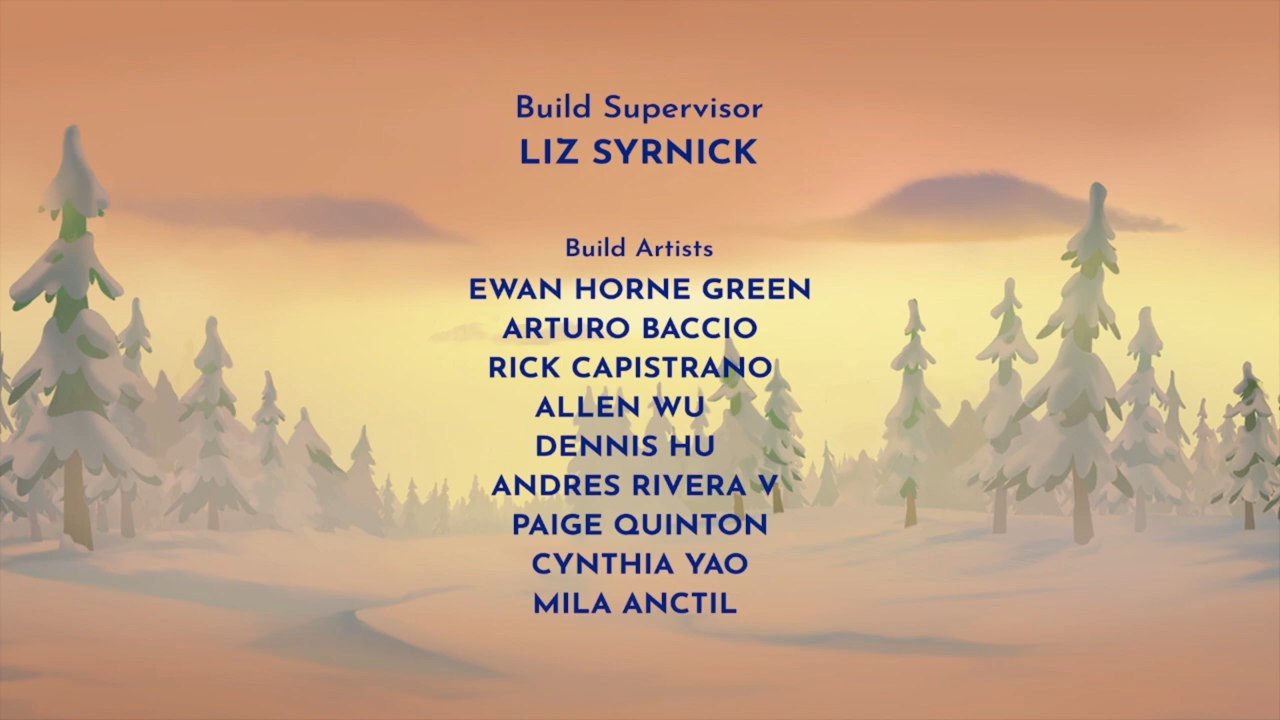 Build Supervisor
LIZ SYRNICK
Build Artists
EWAN HORNE GREEN
ARTURO BACCIO
RICK CAPISTRANO
ALLEN WU
DENNIS HU
ANDRES RIVERA V
PAIGE QUINTON
CYNTHIA YAO
MILA ANCTIL